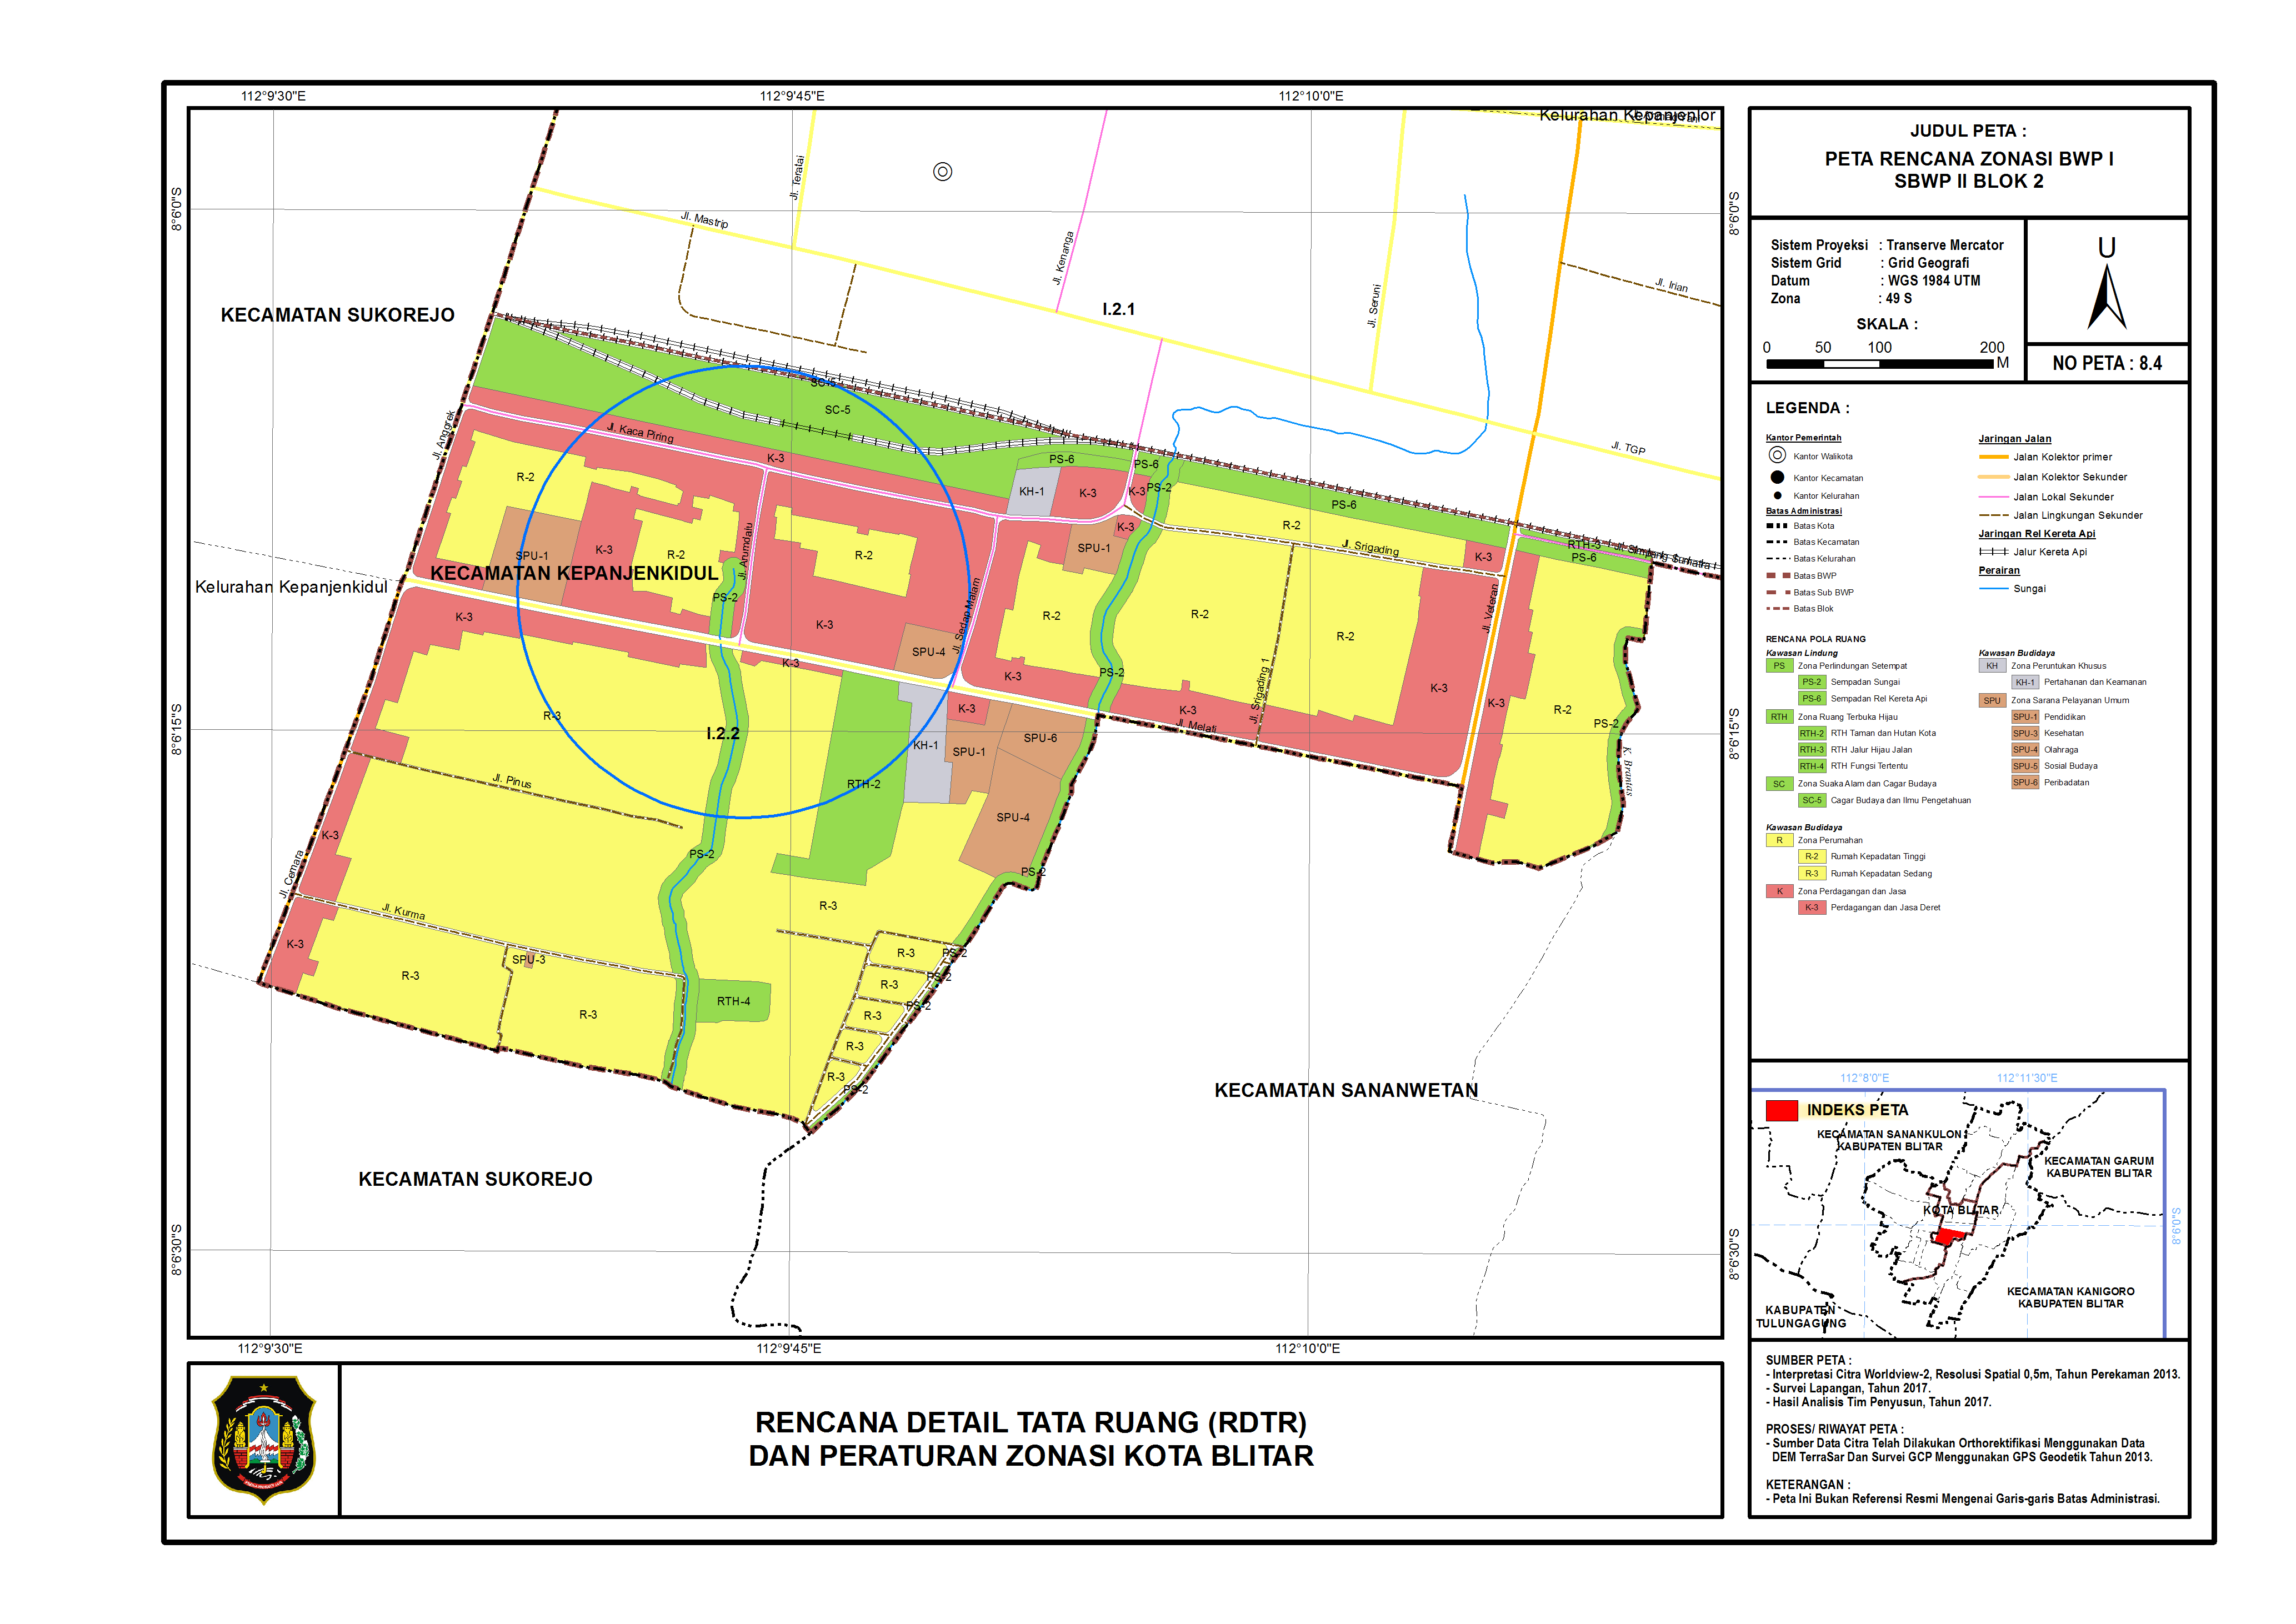 112°9'30"E
112°9'45"E
112°10'0"E
8°6'0"S
8°6'15"S
8°6'30"S
8°6'0"S
8°6'15"S
8°6'30"S
112°9'30"E
112°9'45"E
112°10'0"E
Kelurahan Kepanjenlor
Jl. Teratai
Jl. Mastrip
Jl. Kenanga
Jl. Seruni
Jl. Irian
KECAMATAN SUKOREJO
I.2.1
SC-5
SC-5
Jl. Anggrek
Jl. Kaca Piring
Jl. TGP
K-3
PS-6
PS-6
R-2
KH-1
K-3
K-3
PS-2
PS-6
R-2
K-3
SPU-1
K-3
R-2
R-2
SPU-1
Jl. Srigading
K-3
RTH-3
PS-6
Jl. Arumdalu
KECAMATAN KEPANJENKIDUL
Kelurahan Kepanjenkidul
PS-2
K-3
K-3
SPU-4
Jl. Sedap Malam
R-2
R-2
R-2
Jl. Veteran
K-3
K-3
PS-2
K-3
K-3
K-3
R-2
PS-2
Jl. Srigading 1
Jl. Melati
K-3
R-3
I.2.2
KH-1
SPU-1
SPU-6
K. Brantas
Jl. Pinus
RTH-2
SPU-4
K-3
PS-2
PS-2
Jl. Cemara
Jl. Kurma
R-3
K-3
SPU-3
R-3
R-3
PS-2
R-3
PS-2
R-3
PS-2
R-3
R-3
R-3
PS-2
RTH-4
KECAMATAN SANANWETAN
KECAMATAN SUKOREJO
JUDUL PETA :
PETA RENCANA ZONASI BWP I
SBWP II BLOK 2
Sistem Proyeksi : Transerve Mercator
Sistem Grid : Grid Geografi
Datum : WGS 1984 UTM
Zona : 49 S
SKALA :
0 50 100 200
M
U
NO PETA : 8.4
LEGENDA :
Kantor Pemerintah
Kantor Walikota
Kantor Kecamatan
Kantor Kelurahan
Batas Administrasi
Batas Kota
Batas Kecamatan
Batas Kelurahan
Batas BWP
Batas Sub BWP
Batas Blok
Jaringan Jalan
Jalan Kolektor primer
Jalan Kolektor Sekunder
Jalan Lokal Sekunder
Jalan Lingkungan Sekunder
Jaringan Rel Kereta Api
Jalur Kereta Api
Perairan
Sungai
RENCANA POLA RUANG
Kawasan Lindung
PS Zona Perlindungan Setempat
PS-2 Sempadan Sungai
PS-6 Sempadan Rel Kereta Api
RTH Zona Ruang Terbuka Hijau
RTH-2 RTH Taman dan Hutan Kota
RTH-3 RTH Jalur Hijau Jalan
RTH-4 RTH Fungsi Tertentu
SC Zona Suaka Alam dan Cagar Budaya
SC-5 Cagar Budaya dan Ilmu Pengetahuan
Kawasan Budidaya
R Zona Perumahan
R-2 Rumah Kepadatan Tinggi
R-3 Rumah Kepadatan Sedang
K Zona Perdagangan dan Jasa
K-3 Perdagangan dan Jasa Deret
Kawasan Budidaya
KH Zona Peruntukan Khusus
KH-1 Pertahanan dan Keamanan
SPU Zona Sarana Pelayanan Umum
SPU-1 Pendidikan
SPU-3 Kesehatan
SPU-4 Olahraga
SPU-5 Sosial Budaya
SPU-6 Peribadatan
112°8'0"E
112°11'30"E
8°9'0"S
INDEKS PETA
KECAMATAN SANANKULON
KABUPATEN BLITAR
KECAMATAN GARUM
KABUPATEN BLITAR
KOTA BLITAR
KECAMATAN KANIGORO
KABUPATEN BLITAR
KABUPATEN
TULUNGAGUNG
SUMBER PETA :
- Interpretasi Citra Worldview-2, Resolusi Spatial 0,5m, Tahun Perekaman 2013.
- Survei Lapangan, Tahun 2017.
- Hasil Analisis Tim Penyusun, Tahun 2017.
PROSES/ RIWAYAT PETA :
- Sumber Data Citra Telah Dilakukan Orthorektifikasi Menggunakan Data
DEM TerraSar Dan Survei GCP Menggunakan GPS Geodetik Tahun 2013.
KETERANGAN :
- Peta Ini Bukan Referensi Resmi Mengenai Garis-garis Batas Administrasi.
RENCANA DETAIL TATA RUANG (RDTR)
DAN PERATURAN ZONASI KOTA BLITAR